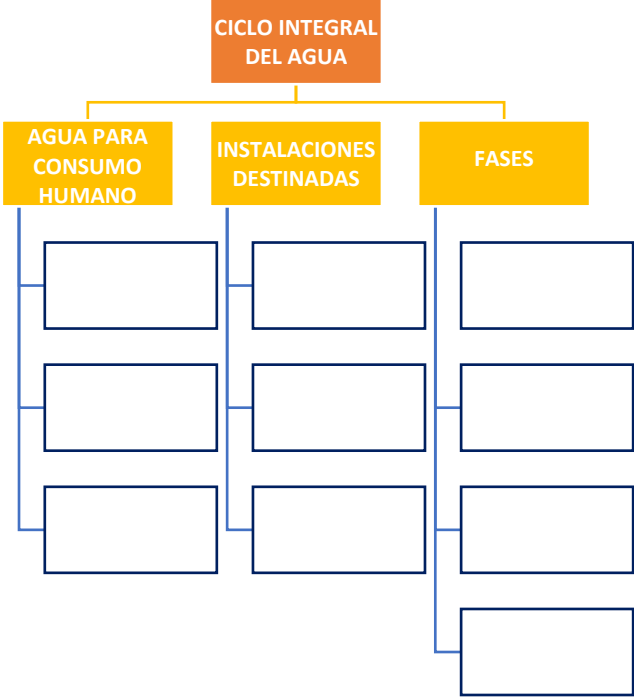 CICLO INTEGRAL
DEL AGUA
AGUA PARA
CONSUMO
HUMANO
INSTALACIONES
DESTINADAS
FASES